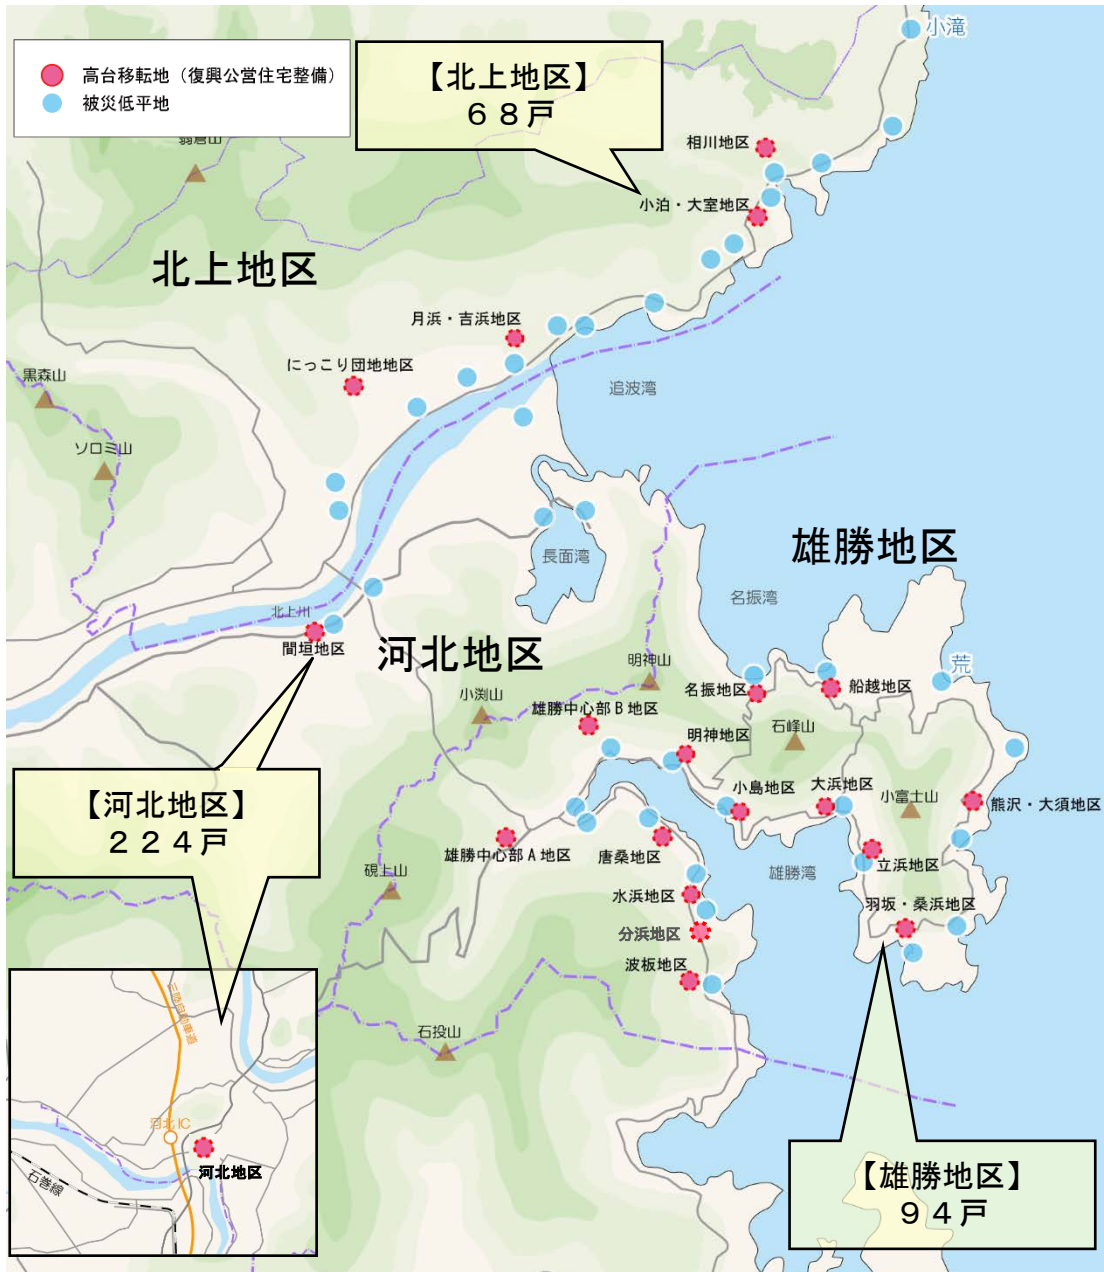 小滝
高台移転地（復興公営住宅整備）
被災低平地
【北上地区】
６８戸
翁倉山
相川地区
小泊・大室地区
北上地区
月浜・吉浜地区
にっこり団地地区
黒森山
追波湾
ソロミ山
雄勝地区
長面湾
名振湾
北上川
間垣地区
河北地区
明神山
荒
小渕山
名振地区
船越地区
雄勝中心部Ｂ地区
明神地区
石峰山
【河北地区】
２２４戸
小島地区
大浜地区
小富士山
熊沢・大須地区
雄勝中心部Ａ地区
唐桑地区
立浜地区
硯上山
雄勝湾
水浜地区
羽坂・桑浜地区
分浜地区
波板地区
三陸自動車道
石投山
河北IC
河北地区
石巻線
【雄勝地区】
９４戸